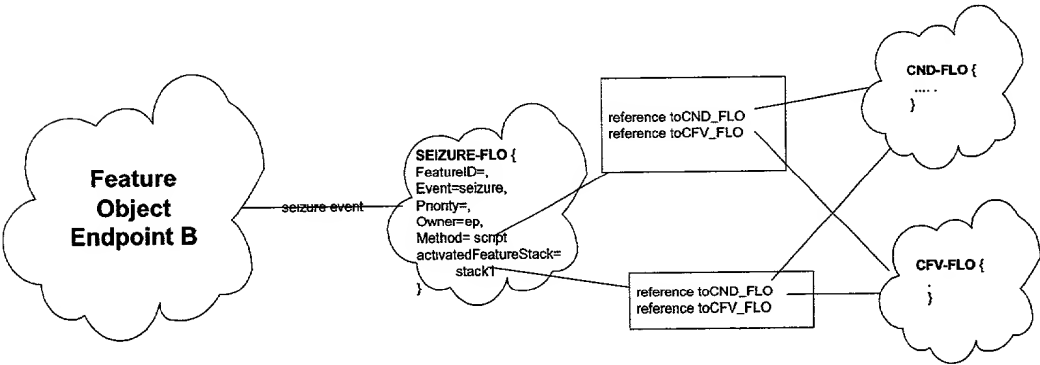 Feature
Object
Endpoint B
seizure event
SEIZURE-FLO {
FeatureID=,
Event=seizure,
Priority=,
Owner=ep,
Method= script
activatedFeatureStack=
stack1
}
reference toCND_FLO
reference toCFV_FLO
reference toCND_FLO
reference toCFV_FLO
CND-FLO {
.....
}
CFV-FLO {
.
}